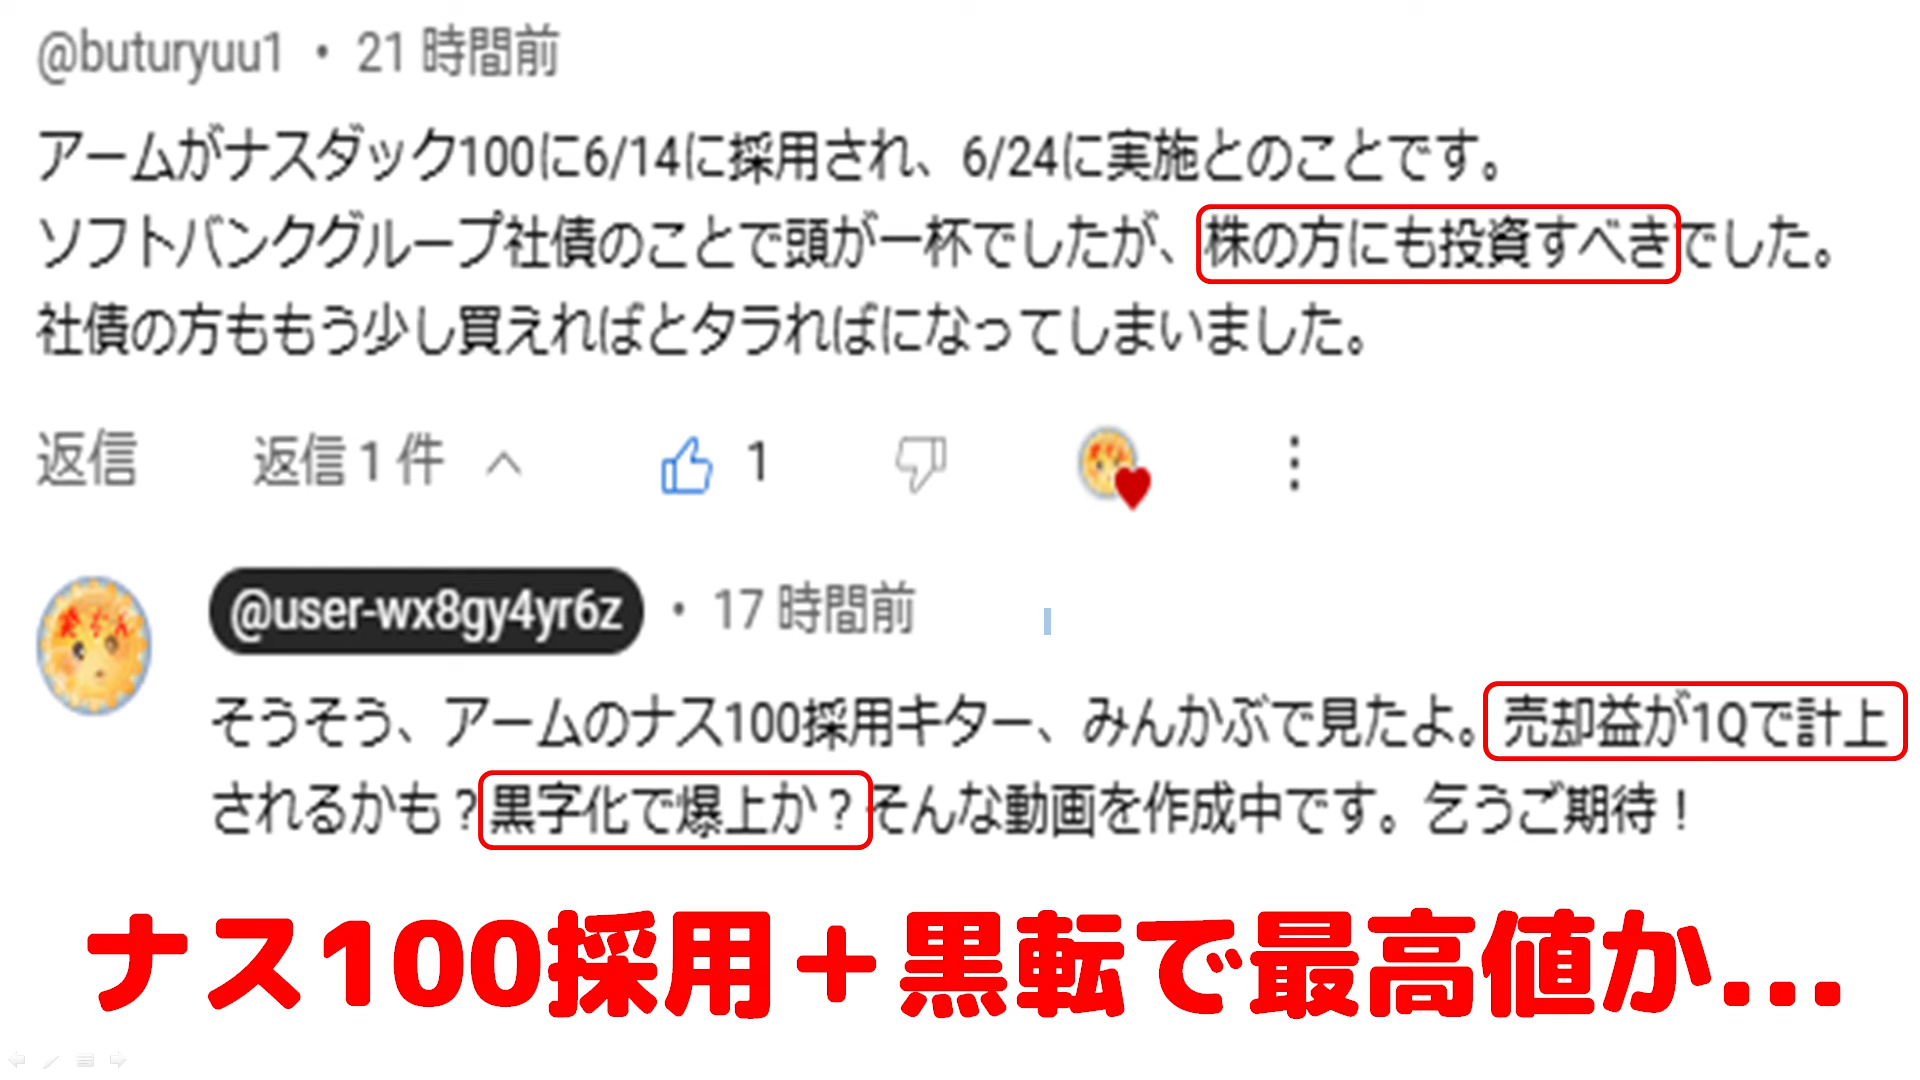 @buturyuu1 ・ 21 時間前
アームがナスダック100に6/14に採用され、6/24に実施とのことです。
ソフトバンクグループ社債のことで頭が一杯でしたが、株の方にも投資すべきでした。
社債の方ももう少し買えればとタラればになってしまいました。
返信 返信 1 件 1
@user-wx8gy4yr6z ・ 17 時間前
そうそう、アームのナス100採用キター、みんかぶで見たよ。売却益が1Qで計上
されるかも？黒字化で爆上か？そんな動画を作成中です。乞うご期待！
ナス100採用＋黒転で最高値か...